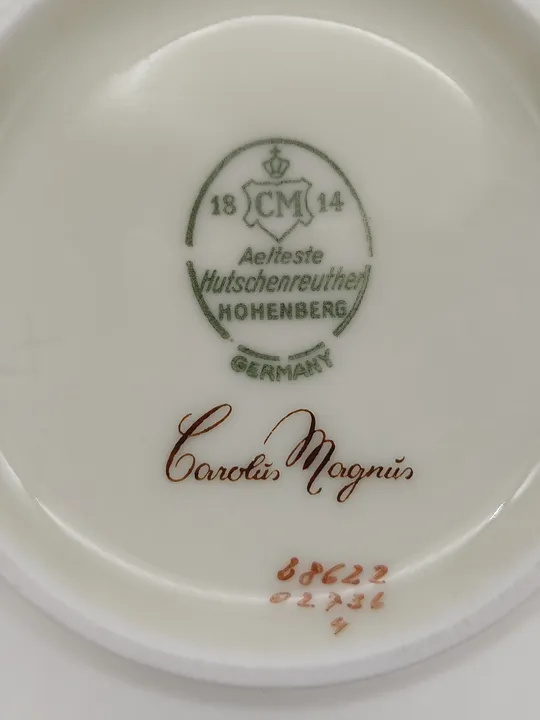 18 CM 14
Aelteste
Hutschenreuther
HOHENBERG
GERMANY
Carolus Magnus
88622
02736
4